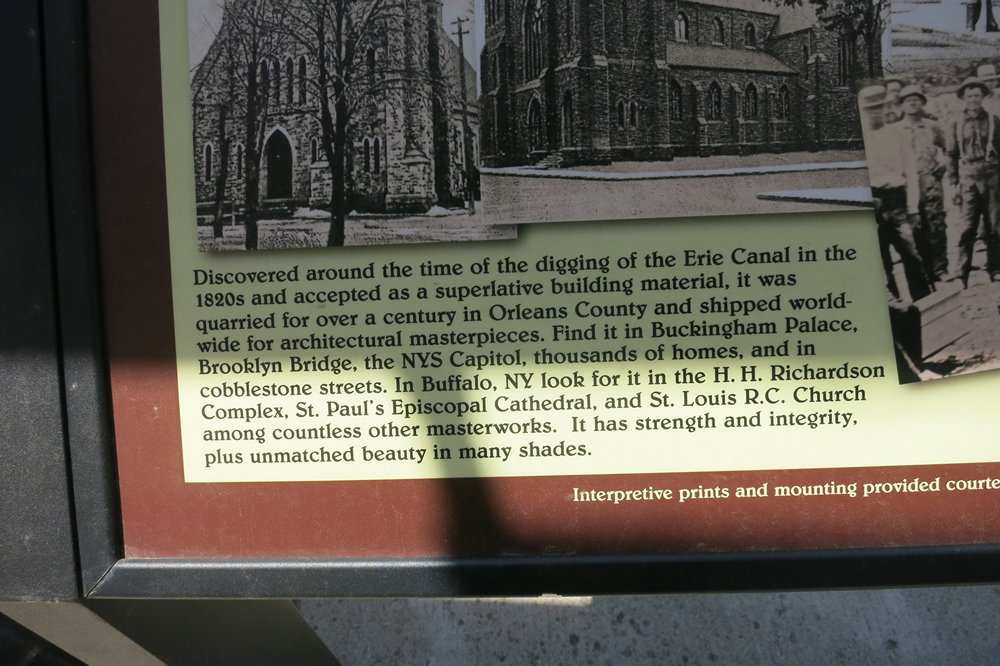 Discovered around the time of the digging of the Erie Canal in the
1820s and accepted as a superlative building material, it was
quarried for over a century in Orleans County and shipped world-
wide for architectural masterpieces. Find it in Buckingham Palace,
Brooklyn Bridge, the NYS Capitol, thousands of homes, and in
cobblestone streets. In Buffalo, NY look for it in the H. H. Richardson
Complex, St. Paul's Episcopal Cathedral, and St. Louis R.C. Church
among countless other masterworks. It has strength and integrity,
plus unmatched beauty in many shades.
Interpretive prints and mounting provided courte